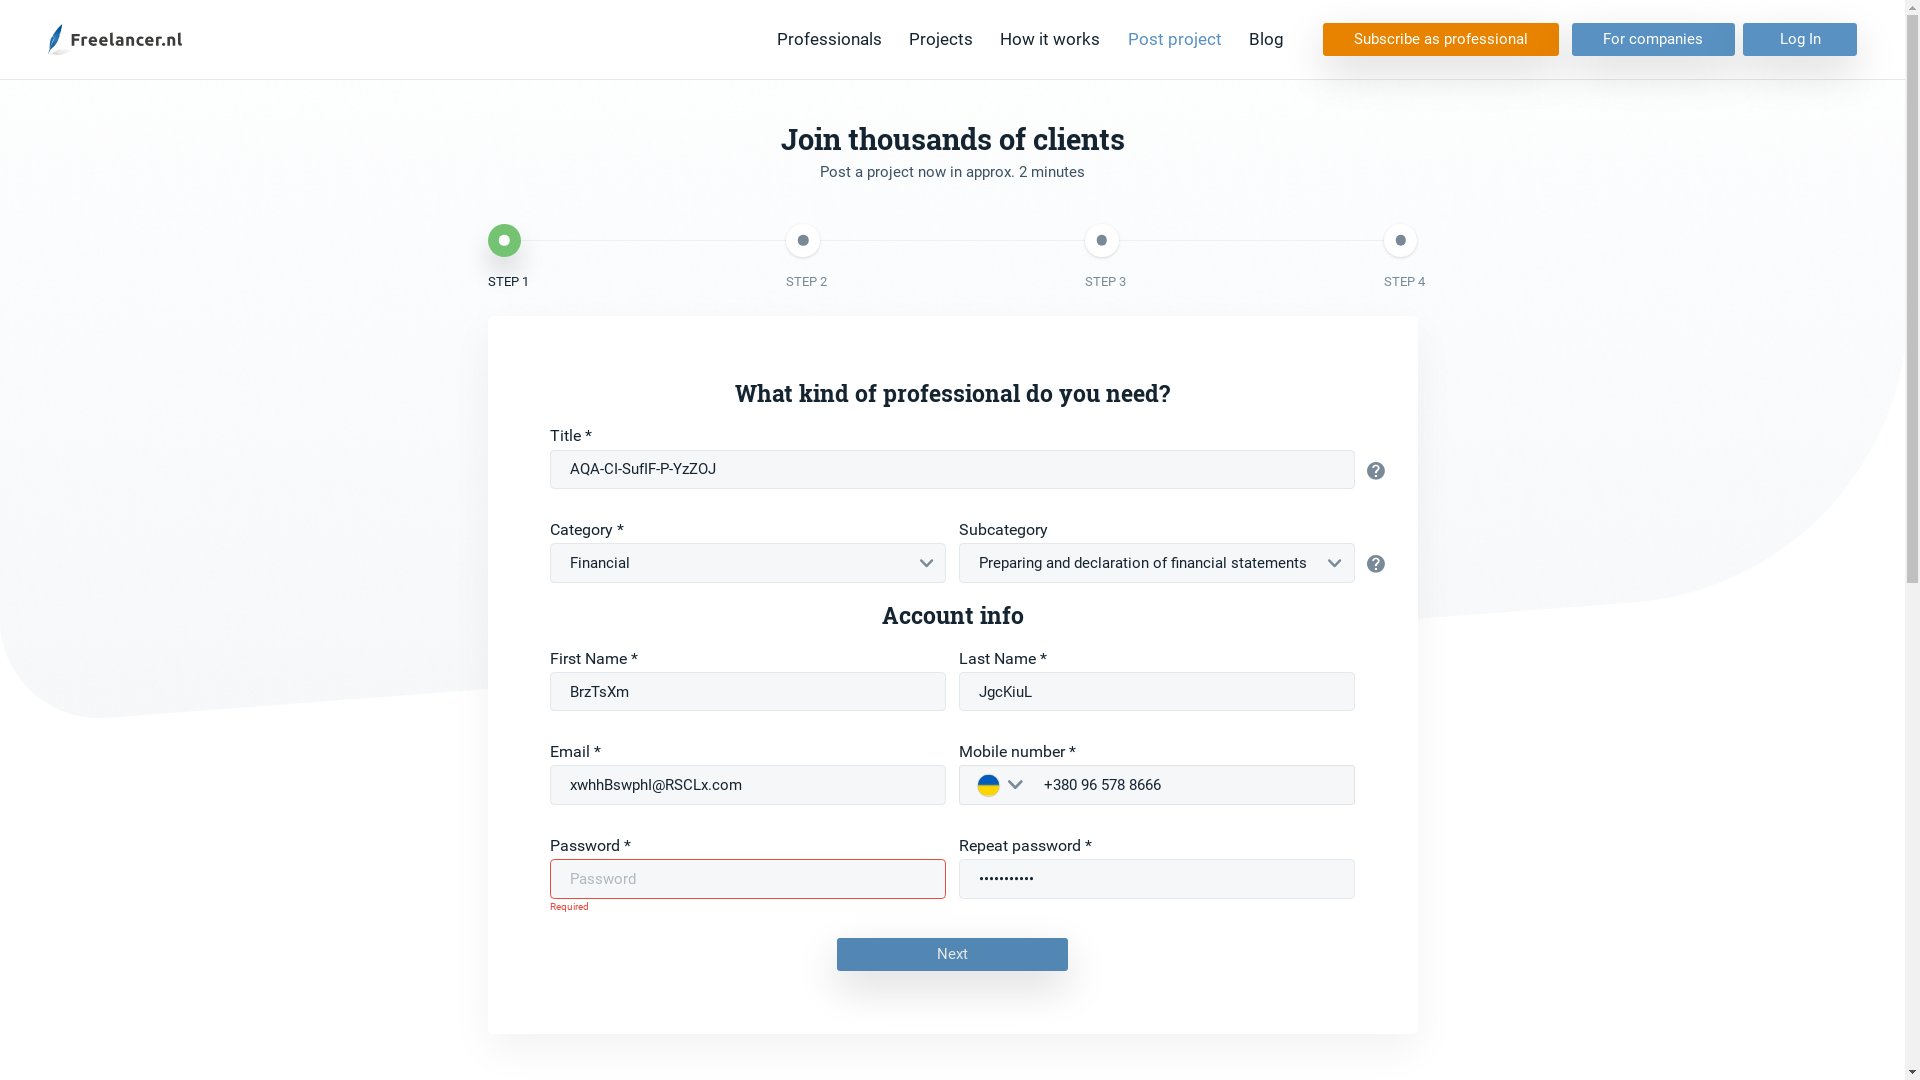 Freelancer.nl
Professionals
Projects
How it works
Post project
Blog
Subscribe as professional
For companies
Log In
Join thousands of clients
Post a project now in approx. 2 minutes
STEP 1
STEP 2
STEP 3
STEP 4
What kind of professional do you need?
Title *
AQA-CI-SufIF-P-YzZOJ
Category *
Subcategory
Financial
Preparing and declaration of financial statements
Account info
First Name *
Last Name *
BrzTsXm
JgcKiuL
Email *
Mobile number *
xwhhBswphI@RSCLx.com
+380 96 578 8666
Password *
Repeat password *
Password
•••••••••••
Required
Next